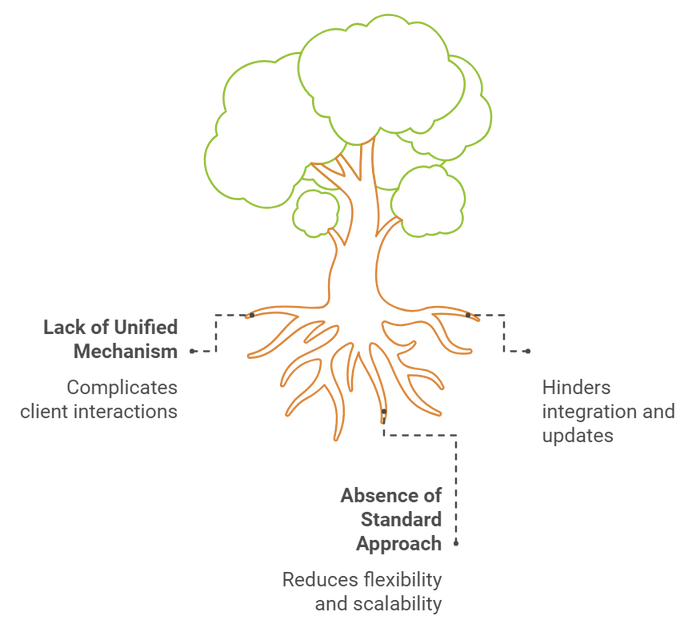 Lack of Unified
Mechanism
Complicates
client interactions
Hinders
integration and
updates
Absence of
Standard
Approach
Reduces flexibility
and scalability